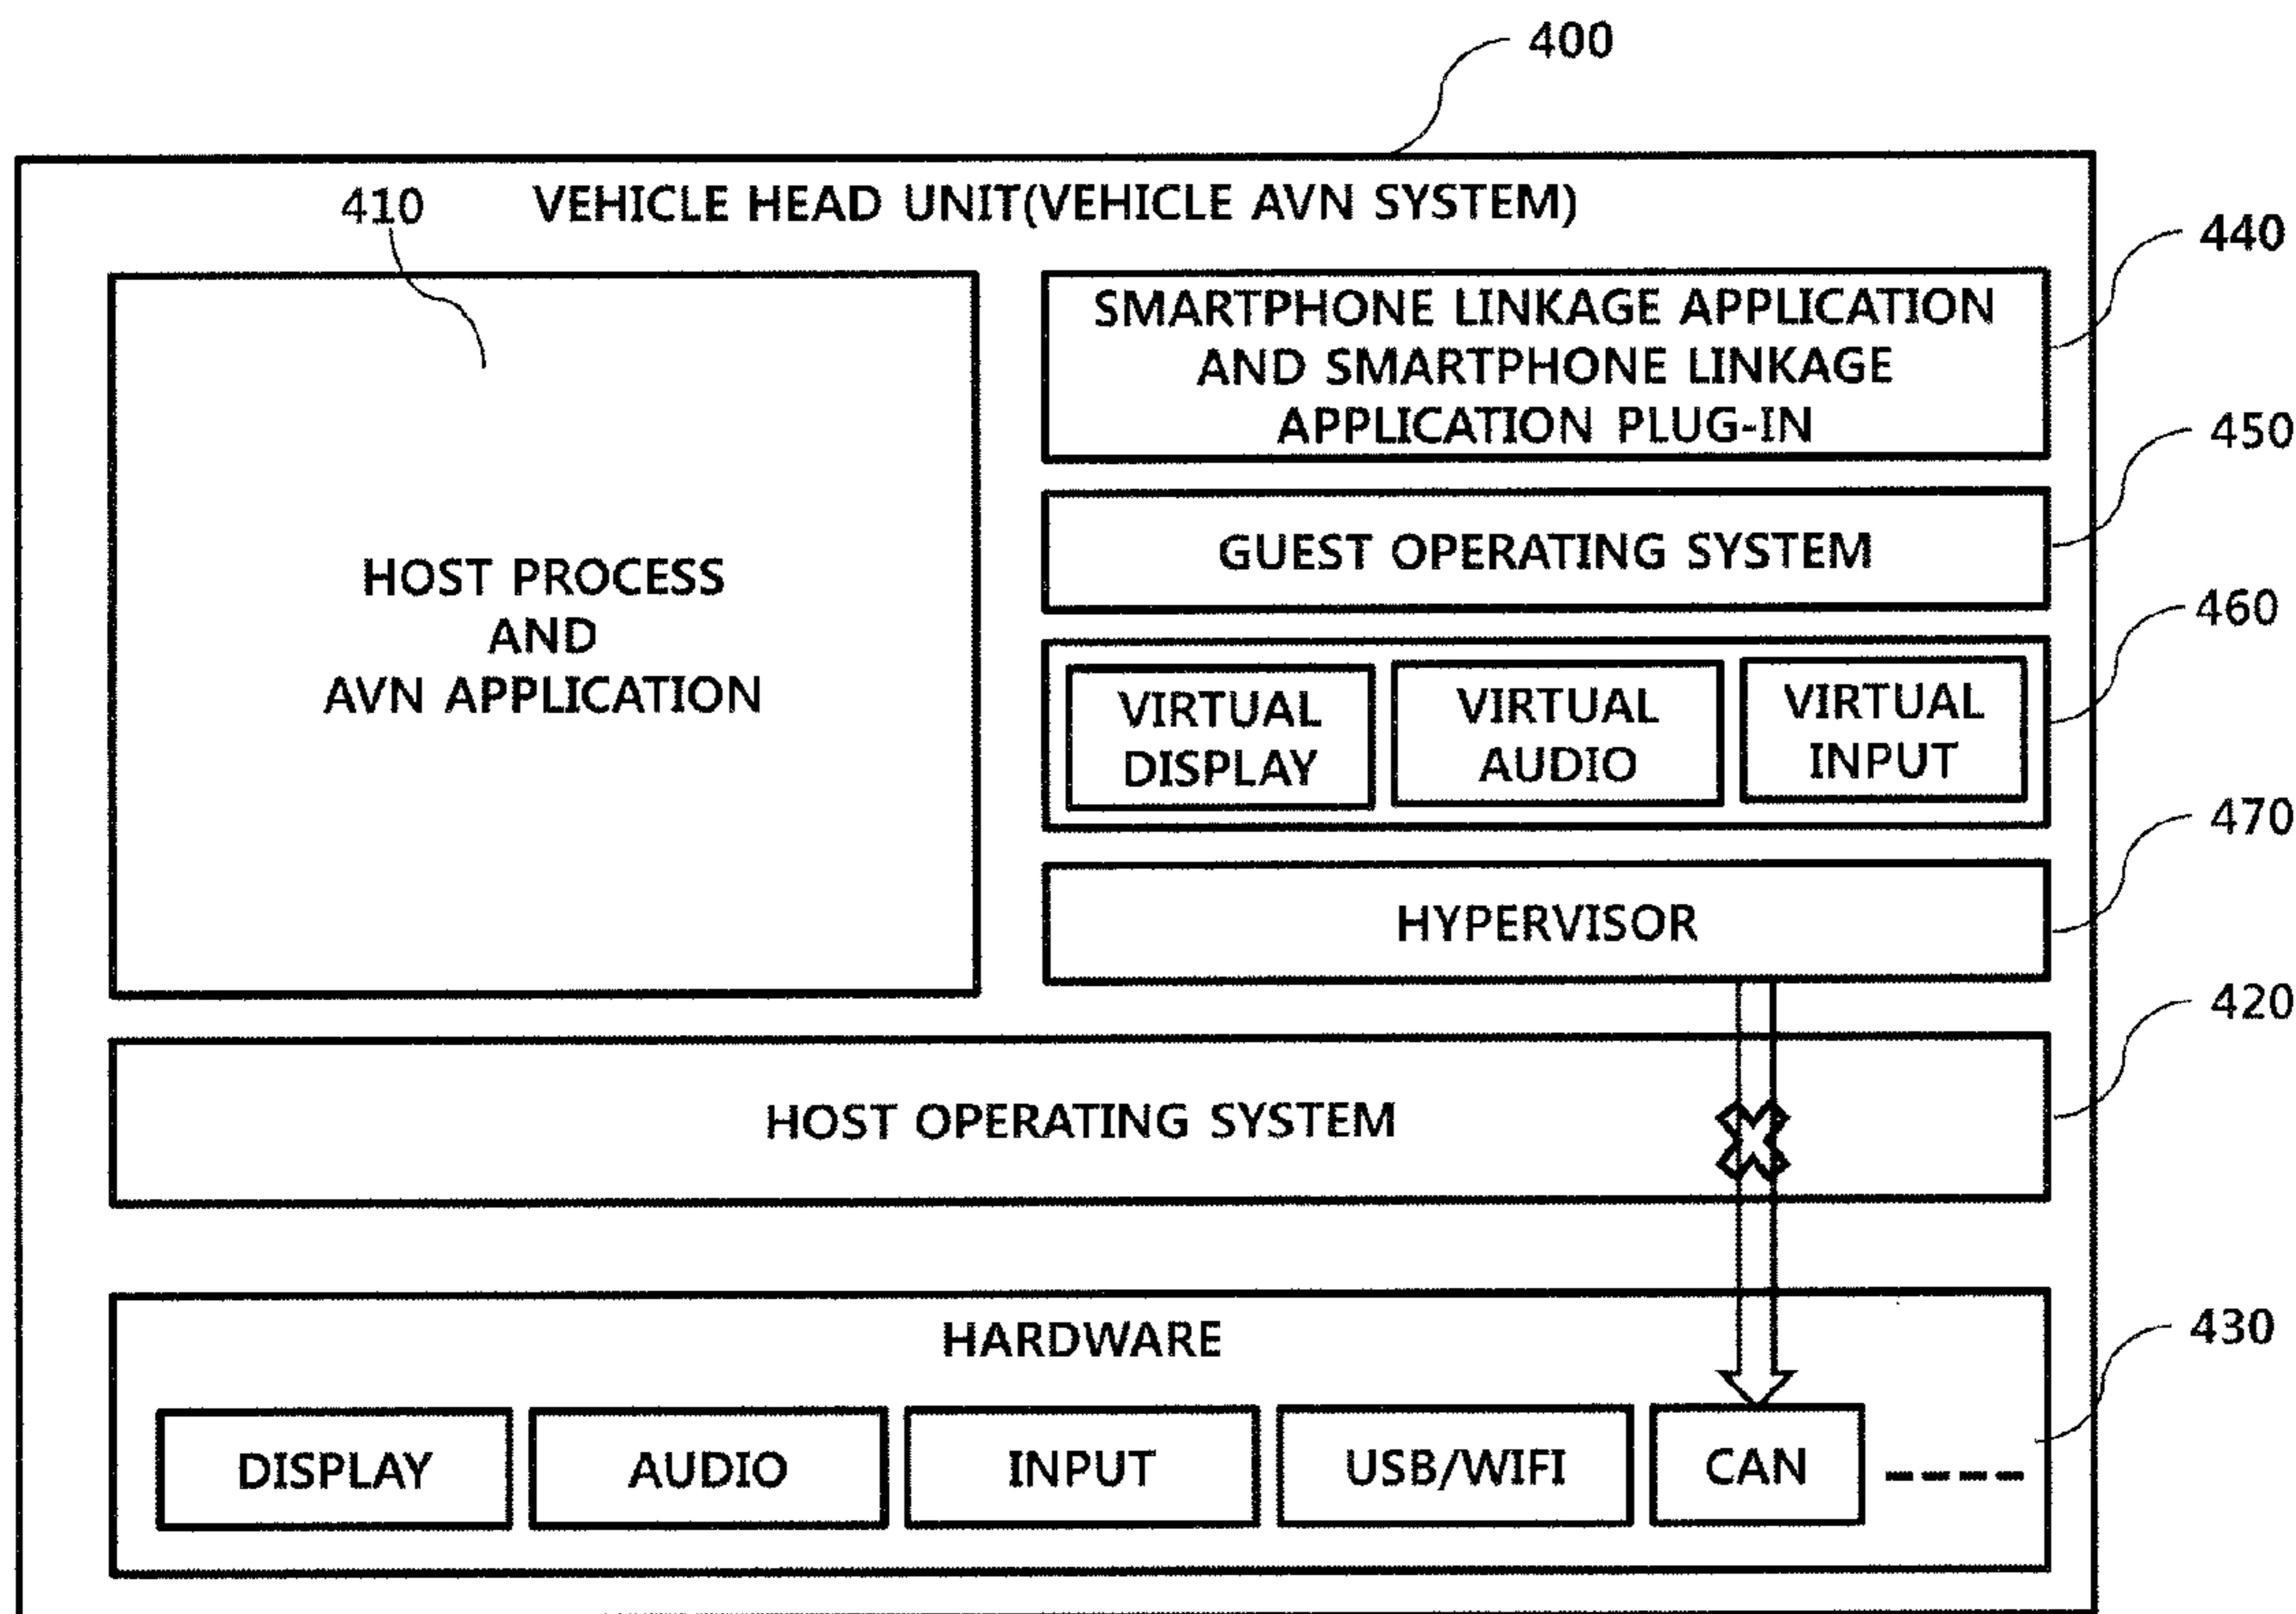 400
410
VEHICLE HEAD UNIT(VEHICLE AVN SYSTEM)
440
SMARTPHONE LINKAGE APPLICATION
AND SMARTPHONE LINKAGE
APPLICATION PLUG-IN
450
GUEST OPERATING SYSTEM
HOST PROCESS
AND
AVN APPLICATION
460
VIRTUAL
DISPLAY
VIRTUAL
AUDIO
VIRTUAL
INPUT
470
HYPERVISOR
420
HOST OPERATING SYSTEM
430
HARDWARE
DISPLAY
AUDIO
INPUT
USB/WIFI
CAN